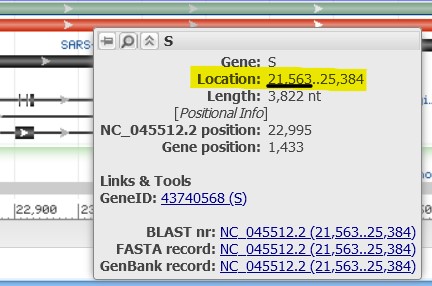 S
SARS-
Gene: S
Location: 21,563..25,384
Length: 3,822 nt
[Positional Info]
NC_045512.2 position: 22,995
Gene position: 1,433
Links & Tools
GeneID: 43740568 (S)
22,900
BLAST nr: NC_045512.2 (21,563..25,384)
FASTA record: NC_045512.2 (21,563..25,384)
GenBank record: NC_045512.2 (21,563..25,384)